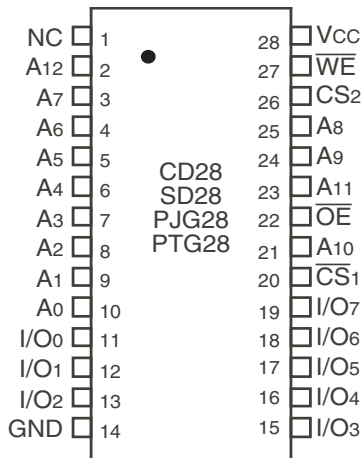 NC 1 28 VCC
A12 2 27 WE
A7 3 26 CS2
A6 4 25 A8
A5 5 24 A9
A4 6 23 A11
A3 7 22 OE
A2 8 21 A10
A1 9 20 CS1
A0 10 19 I/O7
I/O0 11 18 I/O6
I/O1 12 17 I/O5
I/O2 13 16 I/O4
GND 14 15 I/O3
CD28
SD28
PJG28
PTG28